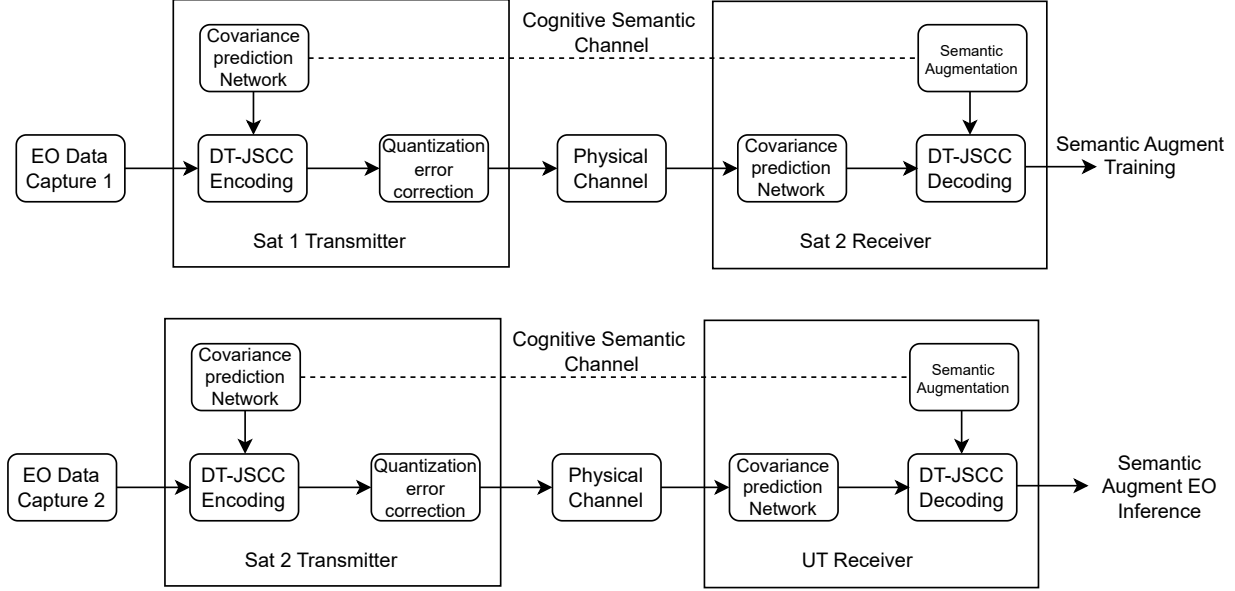 Cognitive Semantic
Channel
Covariance
prediction
Network
Semantic
Augmentation
EO Data
Capture 1
DT-JSCC
Encoding
Quantization
error
correction
Physical
Channel
Covariance
prediction
Network
DT-JSCC
Decoding
Semantic Augment
Training
Sat 1 Transmitter
Sat 2 Receiver
Cognitive Semantic
Channel
Covariance
prediction
Network
Semantic
Augmentation
EO Data
Capture 2
DT-JSCC
Encoding
Quantization
error
correction
Physical
Channel
Covariance
prediction
Network
DT-JSCC
Decoding
Semantic
Augment EO
Inference
Sat 2 Transmitter
UT Receiver